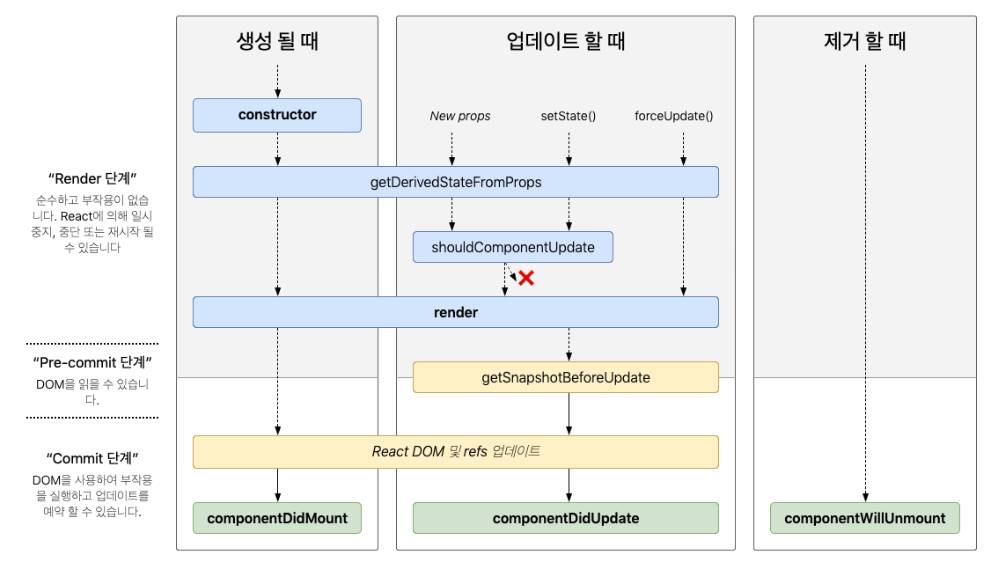 생성 될 때
업데이트 할 때
제거 할 때
constructor
New props
setState()
forceUpdate()
“Render 단계”
순수하고 부작용이 없습
니다. React에 의해 일시
중지, 중단 또는 재시작 될
수 있습니다
getDerivedStateFromProps
shouldComponentUpdate
render
“Pre-commit 단계”
DOM을 읽을 수 있습니
다.
getSnapshotBeforeUpdate
“Commit 단계”
DOM을 사용하여 부작용
을 실행하고 업데이트를
예약 할 수 있습니다.
React DOM 및 refs 업데이트
componentDidMount
componentDidUpdate
componentWillUnmount